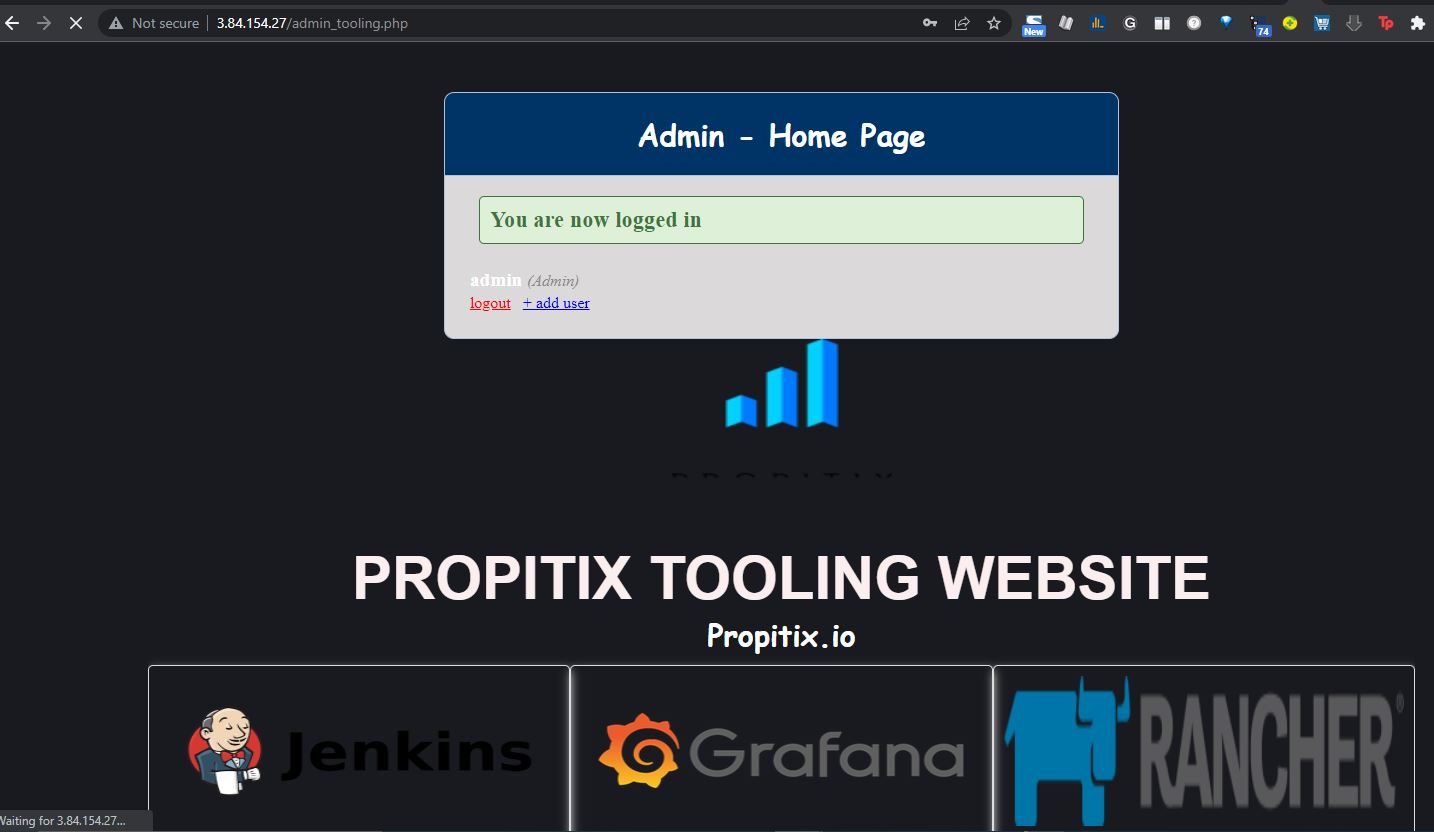 Not secure | 3.84.154.27/admin_tooling.php
New
G
74
Tp
Admin - Home Page
You are now logged in
admin (Admin)
logout + add user
PROPITIX
PROPITIX TOOLING WEBSITE
Propitix.io
Jenkins
Grafana
RANCHER®
Waiting for 3.84.154.27...